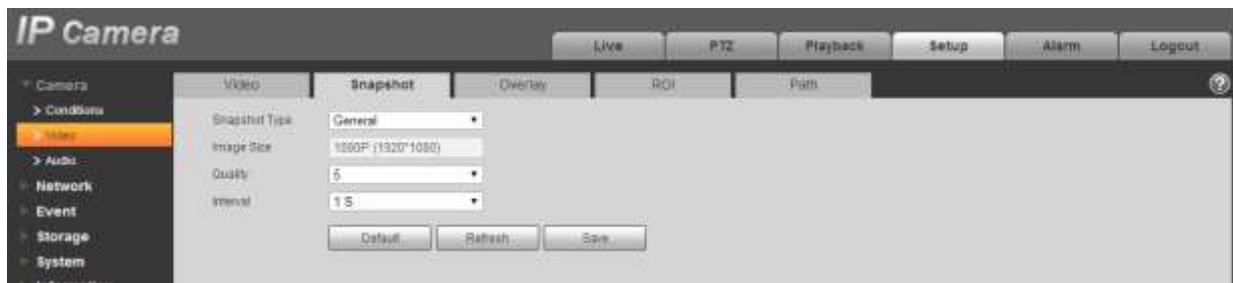 IP Camera
Live PTZ Playback Setup Alarm Logout
Camera Video Snapshot Overlay ROI Path ?
> Conditions
Snapshot Type General
> Video
Image Size 1080P (1920*1080)
> Audio
Quality 5
Network
Interval 1 S
Event
Storage Default Refresh Save
System